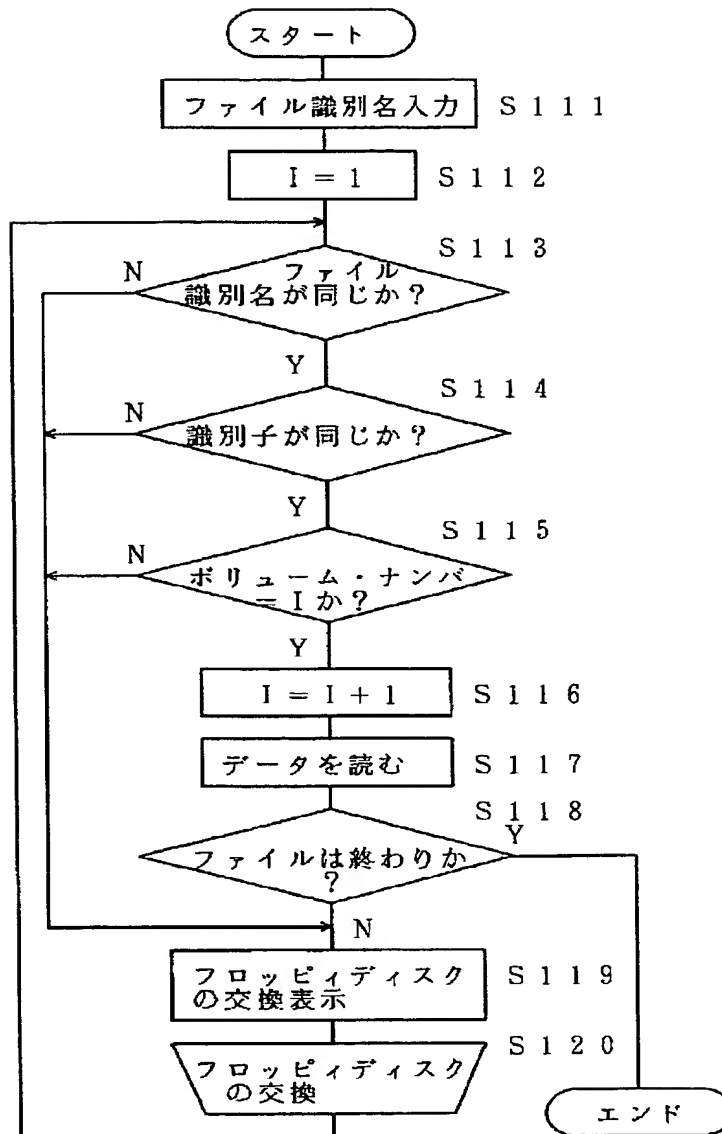 スタート
ファイル識別名入力 S111
I=1 S112
S113
N
ファイル
識別名が同じか?
Y
S114
N
識別子が同じか?
Y
S115
N
ボリューム・ナンバ
=Iか?
Y
I=I+1 S116
データを読む S117
S118
Y
ファイルは終わりか
?
N
フロッピィディスク S119
の交換表示
S120
フロッピィディスク
の交換
エンド